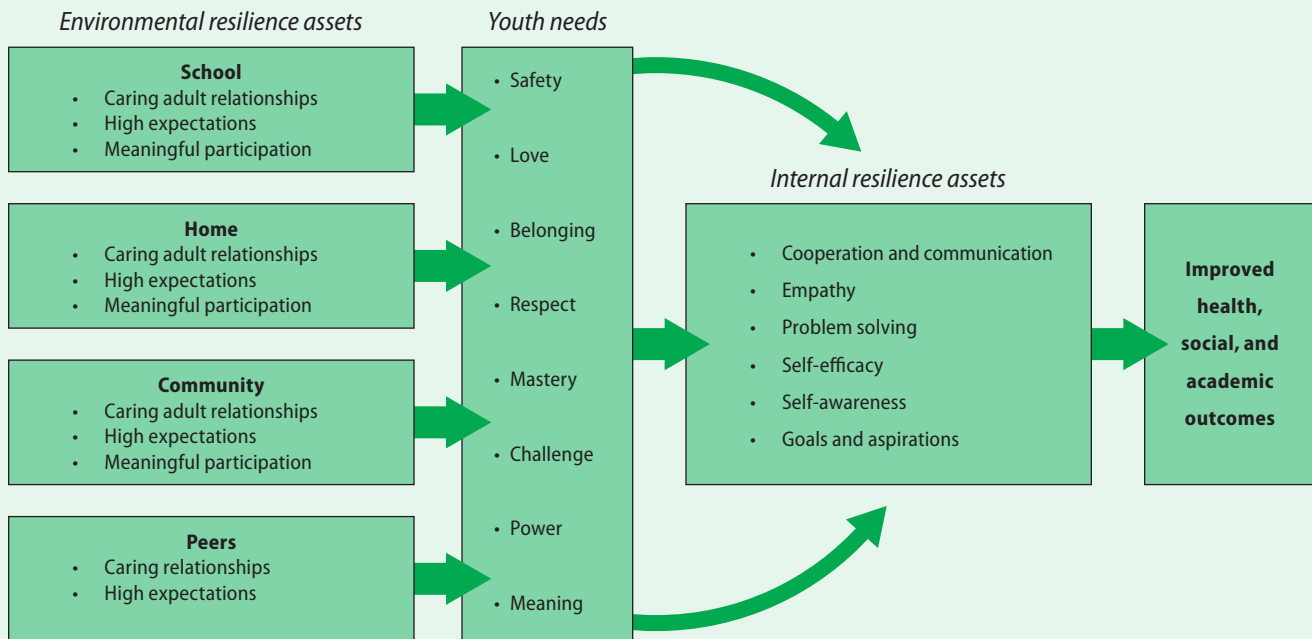 Environmental resilience assets
School
• Caring adult relationships
• High expectations
• Meaningful participation
Home
• Caring adult relationships
• High expectations
• Meaningful participation
Community
• Caring adult relationships
• High expectations
• Meaningful participation
Peers
• Caring relationships
• High expectations
Youth needs
• Safety
• Love
• Belonging
• Respect
• Mastery
• Challenge
• Power
• Meaning
Internal resilience assets
• Cooperation and communication
• Empathy
• Problem solving
• Self-efficacy
• Self-awareness
• Goals and aspirations
Improved
health,
social, and
academic
outcomes